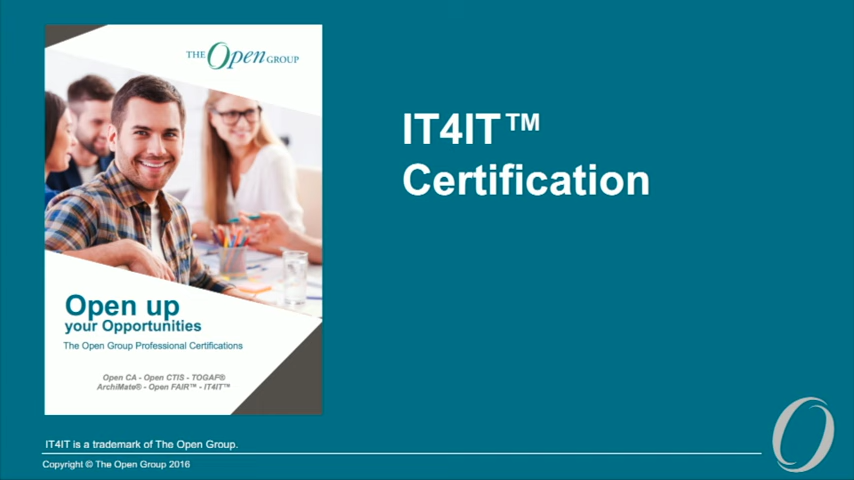 THE Open GROUP
IT4IT™
Certification
Open up
your Opportunities
The Open Group Professional Certifications
Open CA - Open CTIS - TOGAF®
ArchiMate® - Open FAIR™ - IT4IT™
IT4IT is a trademark of The Open Group.
Copyright © The Open Group 2016